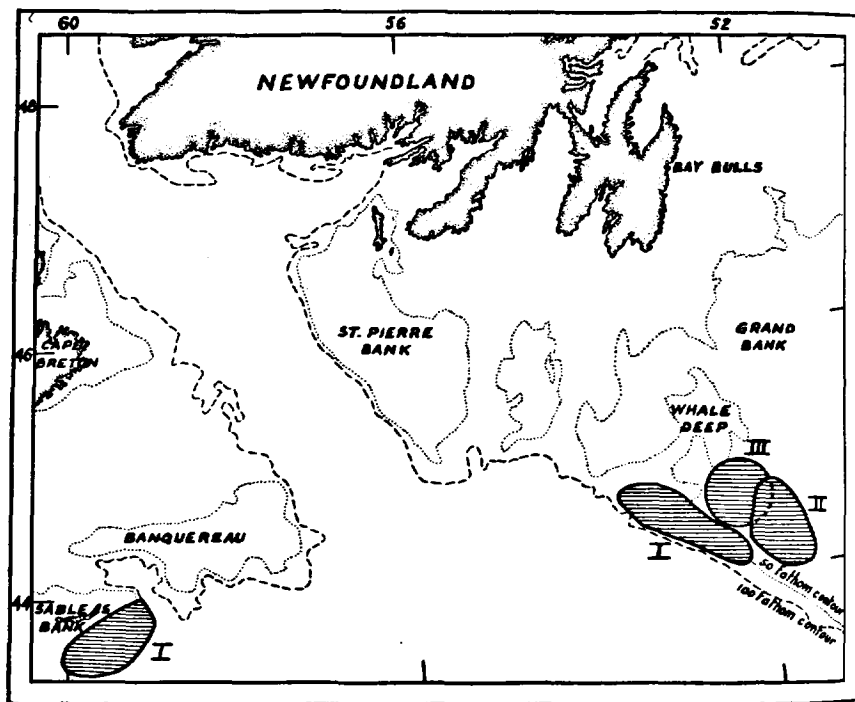 60 56 52
NEWFOUNDLAND
48
BAY BULLS
ST. PIERRE
BANK
GRAND
BANK
CAPE
BRETON
46
WHALE
DEEP
III
II
I
BANQUEREAU
50 fathom contour
100 fathom contour
44
SABLE IS.
BANK
I